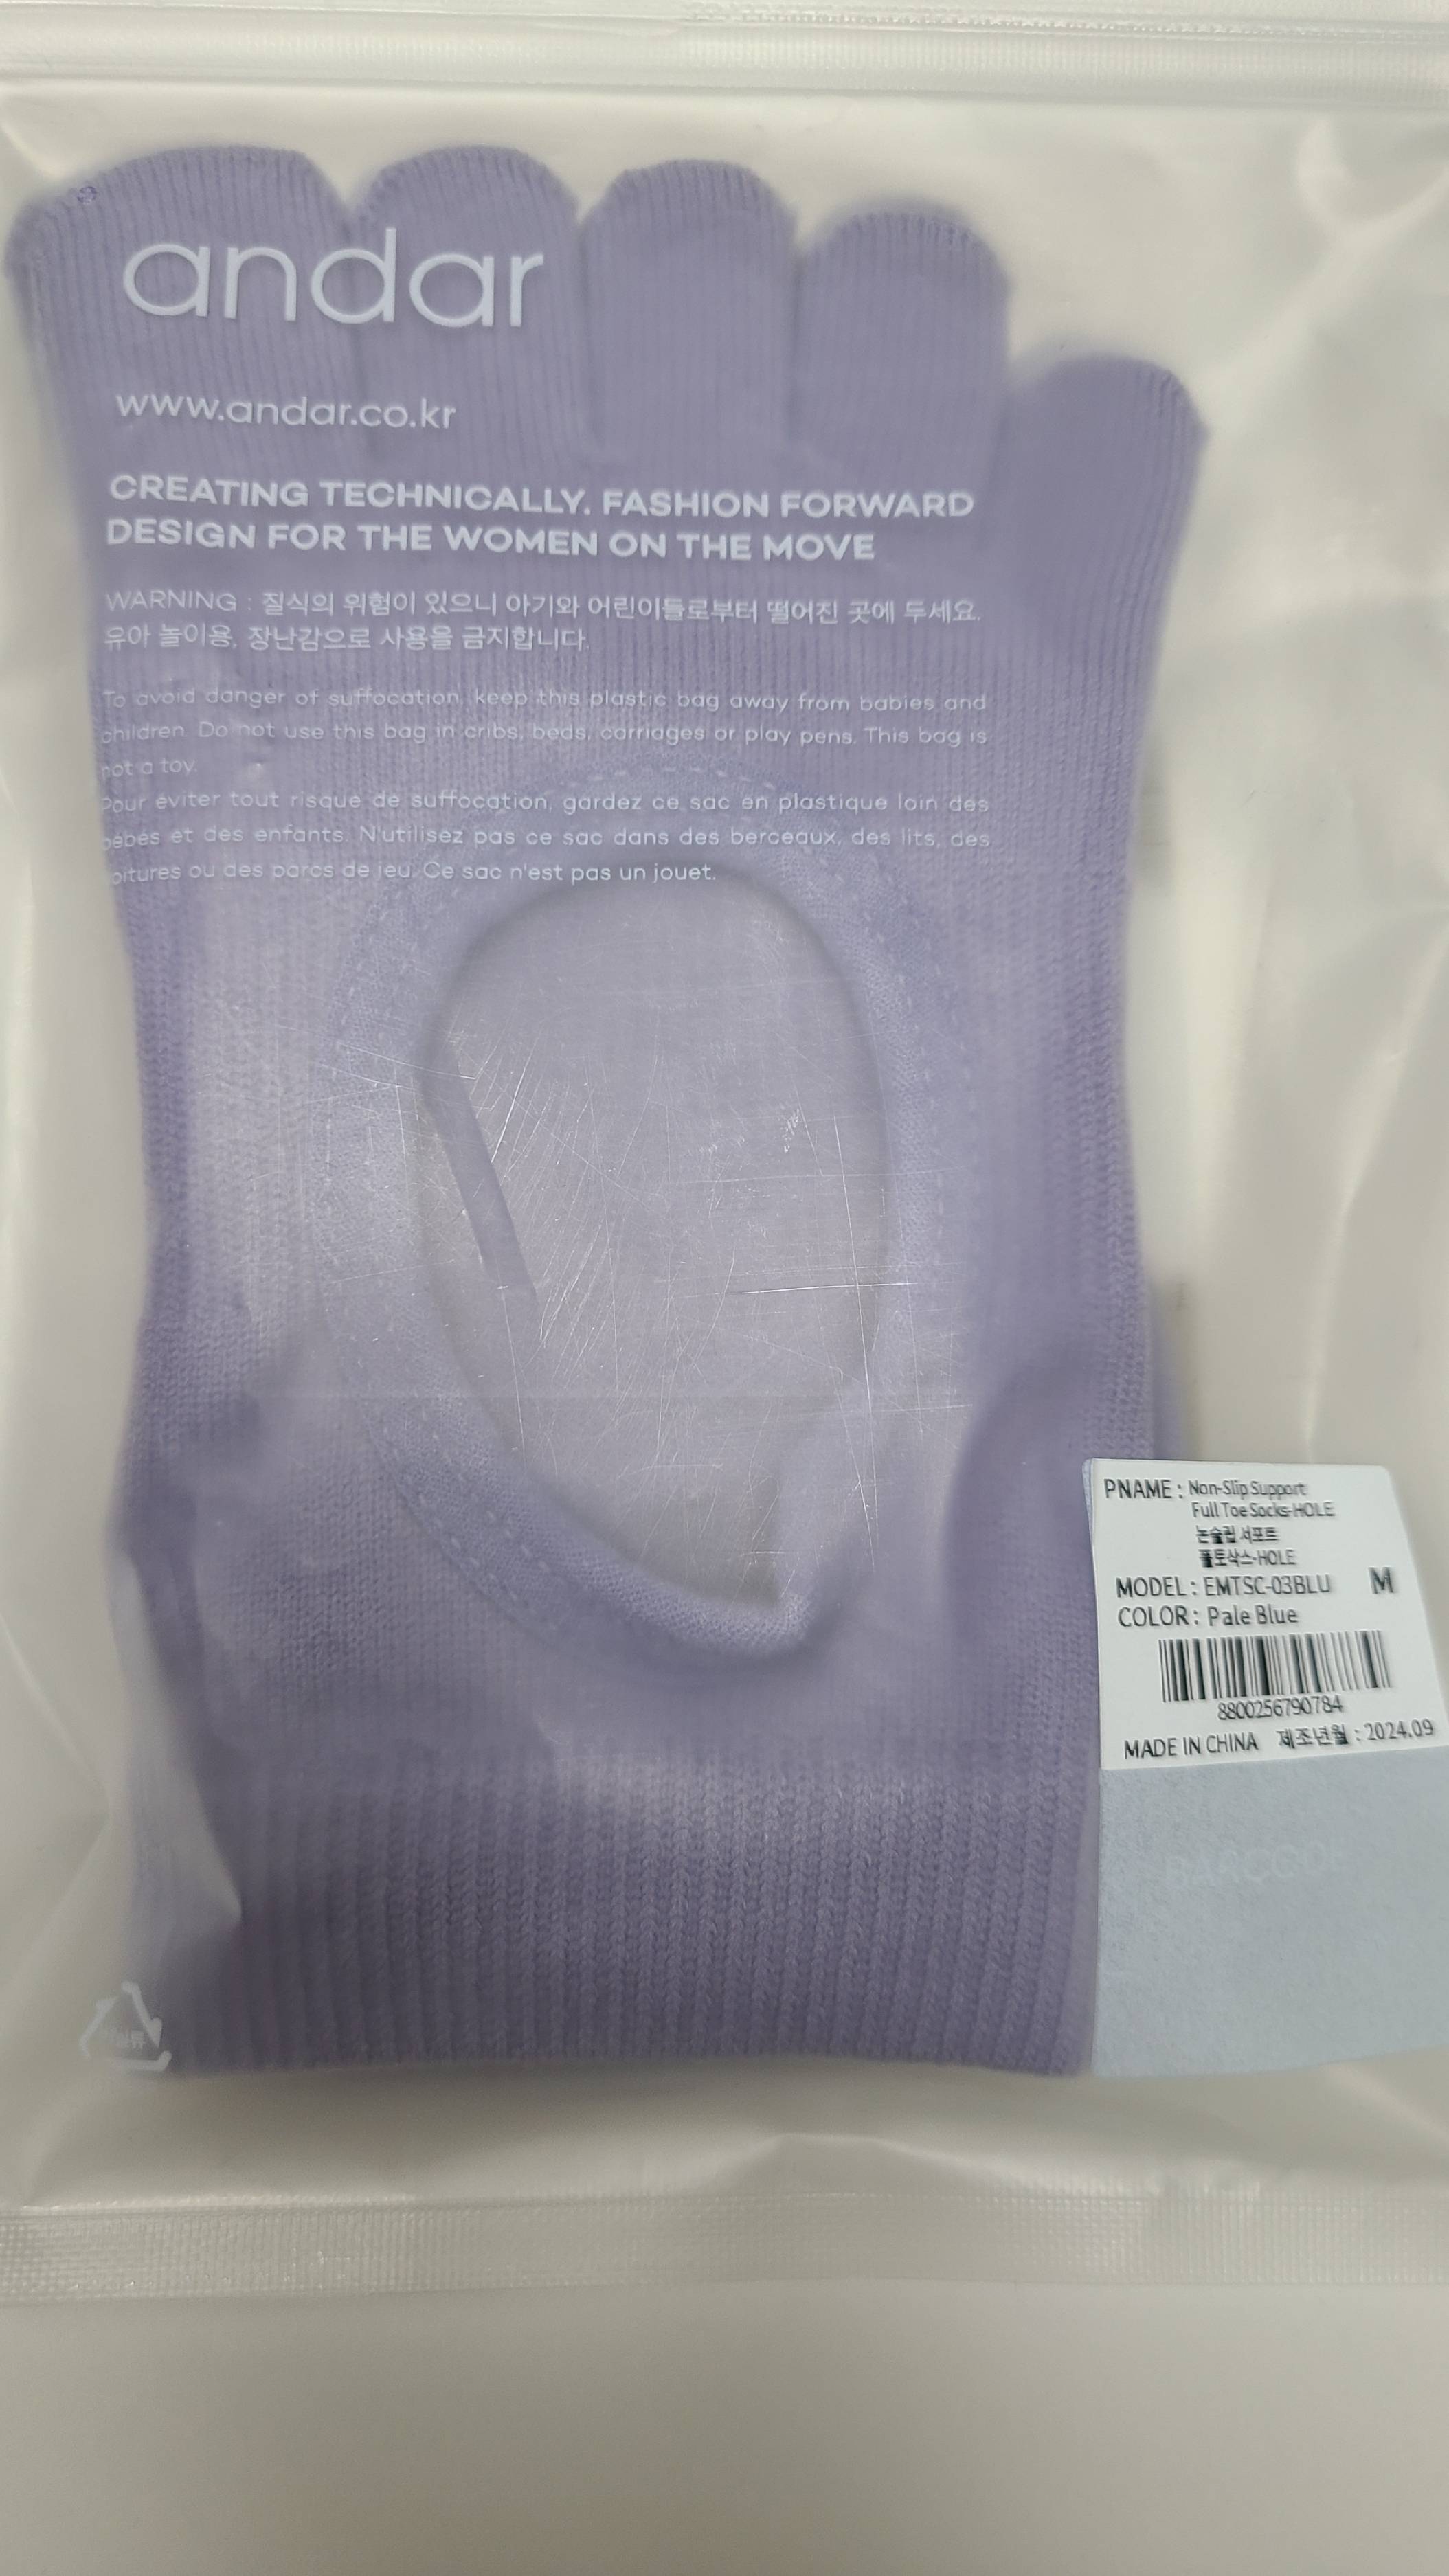 andar
www.andar.co.kr
CREATING TECHNICALLY. FASHION FORWARD
DESIGN FOR THE WOMEN ON THE MOVE
WARNING : 질식의 위험이 있으니 아기와 어린이들로부터 떨어진 곳에 두세요.
유아 놀이용, 장난감으로 사용을 금지합니다.
To avoid danger of suffocation, keep this plastic bag away from babies and
children. Do not use this bag in cribs, beds, carriages or play pens. This bag is
not a toy.
Pour éviter tout risque de suffocation, gardez ce sac en plastique loin des
bébés et des enfants. N'utilisez pas ce sac dans des berceaux, des lits, des
oitures ou des parcs de jeu. Ce sac n'est pas un jouet.
PNAME : Non-Slip Support
Full Toe Socks-HOLE
논슬립 서포트
풀토삭스-HOLE
MODEL : EMTSC-03BLU M
COLOR : Pale Blue
8800256790784
MADE IN CHINA 제조년월 : 2024.09